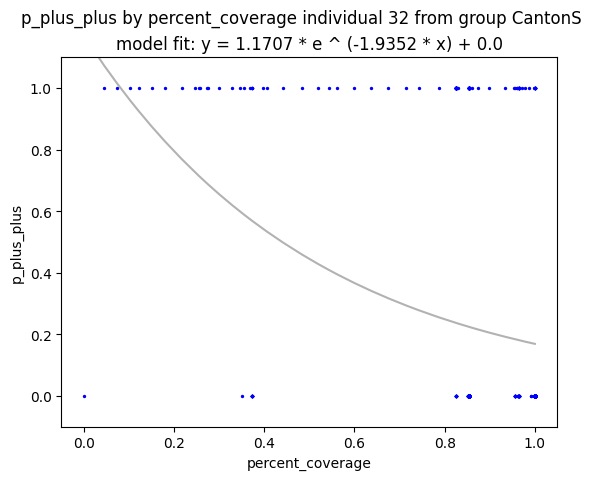 p_plus_plus by percent_coverage individual 32 from group CantonS
model fit: y = 1.1707 * e ^ (-1.9352 * x) + 0.0
1.0
0.8
0.6
0.4
0.2
0.0
p_plus_plus
0.0 0.2 0.4 0.6 0.8 1.0
percent_coverage